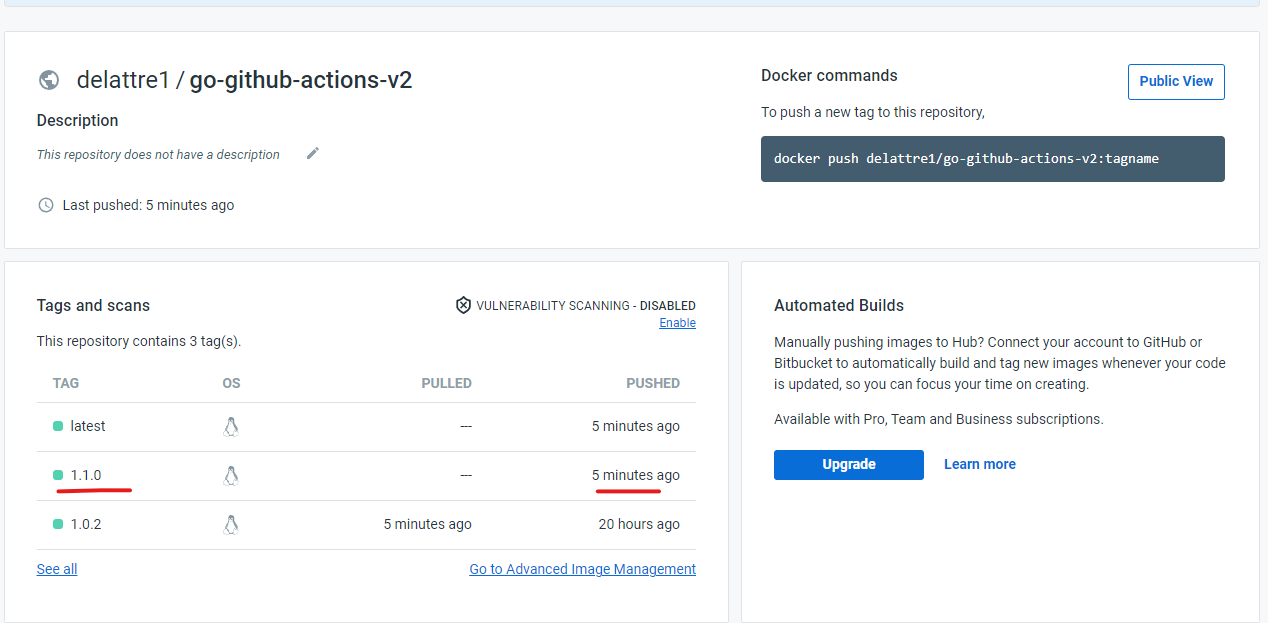 delattre1 / go-github-actions-v2
Description
This repository does not have a description
Last pushed: 5 minutes ago
Docker commands
Public View
To push a new tag to this repository,
docker push delattre1/go-github-actions-v2:tagname
Tags and scans
VULNERABILITY SCANNING - DISABLED
Enable
This repository contains 3 tag(s).
TAG OS PULLED PUSHED
latest --- 5 minutes ago
1.1.0 --- 5 minutes ago
1.0.2 5 minutes ago 20 hours ago
See all Go to Advanced Image Management
Automated Builds
Manually pushing images to Hub? Connect your account to GitHub or
Bitbucket to automatically build and tag new images whenever your code
is updated, so you can focus your time on creating.
Available with Pro, Team and Business subscriptions.
Upgrade Learn more